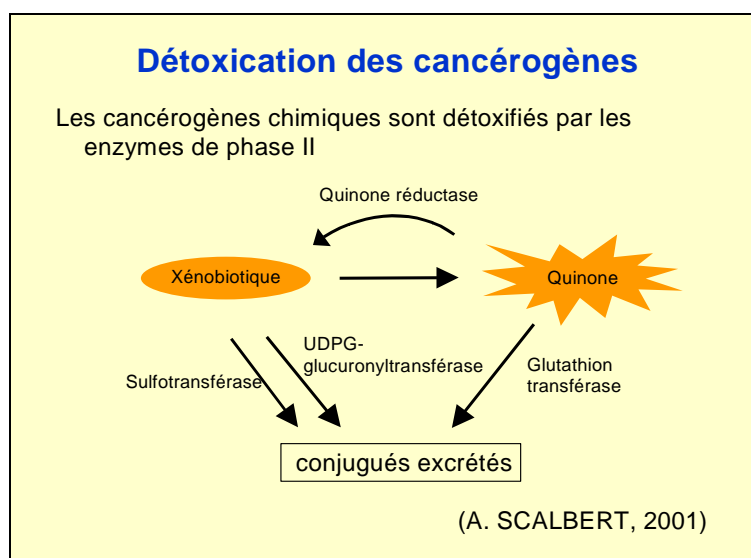 Détoxication des cancérogènes
Les cancérogènes chimiques sont détoxifiés par les
enzymes de phase II
Quinone réductase
Xénobiotique
Quinone
UDPG-
glucuronyltransférase
Sulfotransférase
Glutathion
transférase
conjugués excrétés
(A. SCALBERT, 2001)